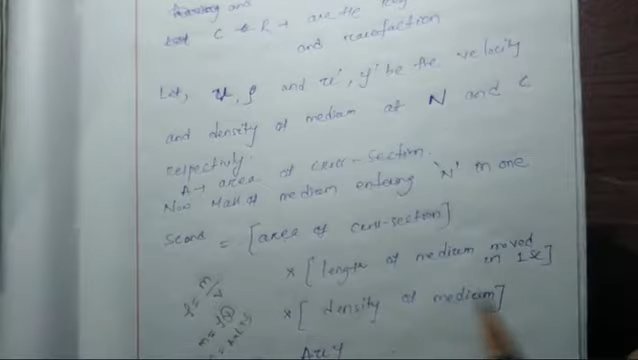 and
C & R → are the
and rarefaction
Let, u, ρ and u', ρ' be the velocity
and density of medium at N and C
respectively.
A → area of cross-section.
Now Mass of medium entering 'N' in one
Second = [area of cross-section]
× [length of medium moved in 1s]
× [density of medium]
ρ = m/V
Auρ